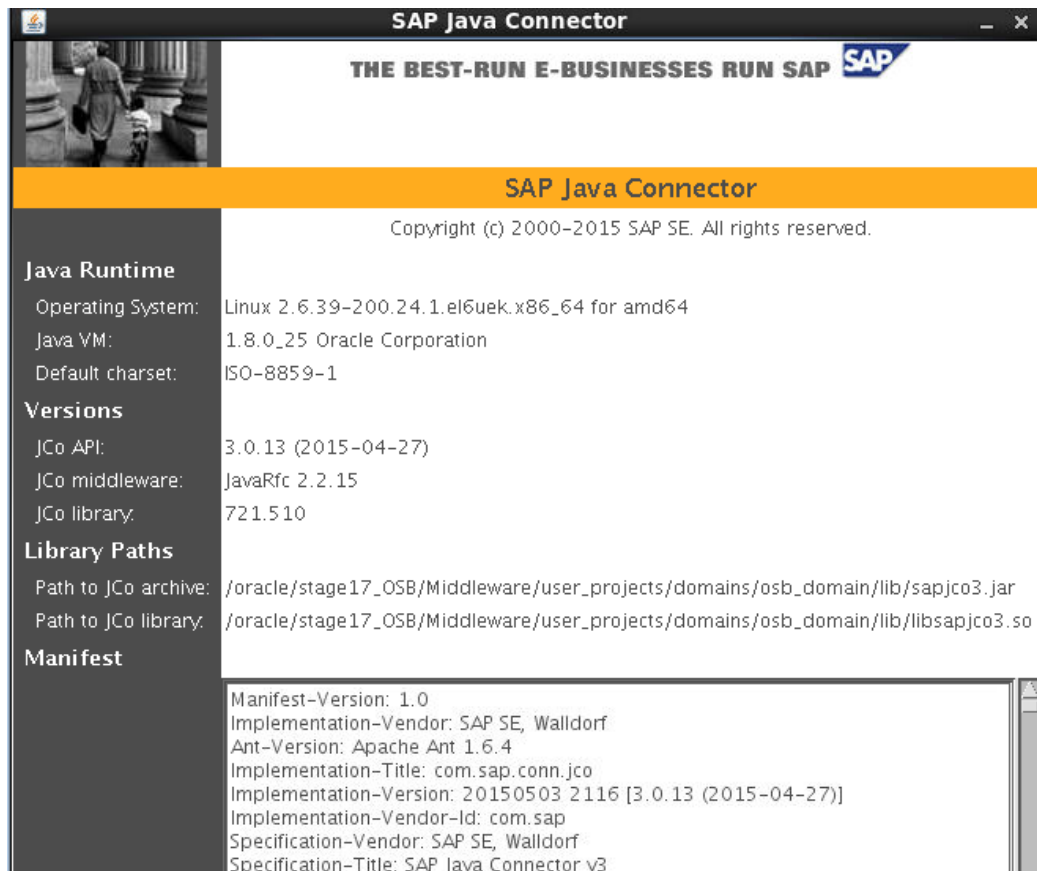 SAP Java Connector
THE BEST-RUN E-BUSINESSES RUN SAP SAP
SAP Java Connector
Copyright (c) 2000-2015 SAP SE. All rights reserved.
Java Runtime
Operating System: Linux 2.6.39-200.24.1.el6uek.x86_64 for amd64
Java VM: 1.8.0_25 Oracle Corporation
Default charset: ISO-8859-1
Versions
JCo API: 3.0.13 (2015-04-27)
JCo middleware: JavaRfc 2.2.15
JCo library: 721.510
Library Paths
Path to JCo archive: /oracle/stage17_OSB/Middleware/user_projects/domains/osb_domain/lib/sapjco3.jar
Path to JCo library: /oracle/stage17_OSB/Middleware/user_projects/domains/osb_domain/lib/libsapjco3.so
Manifest
Manifest-Version: 1.0
Implementation-Vendor: SAP SE, Walldorf
Ant-Version: Apache Ant 1.6.4
Implementation-Title: com.sap.conn.jco
Implementation-Version: 20150503 2116 [3.0.13 (2015-04-27)]
Implementation-Vendor-Id: com.sap
Specification-Vendor: SAP SE, Walldorf
Specification-Title: SAP Java Connector v3